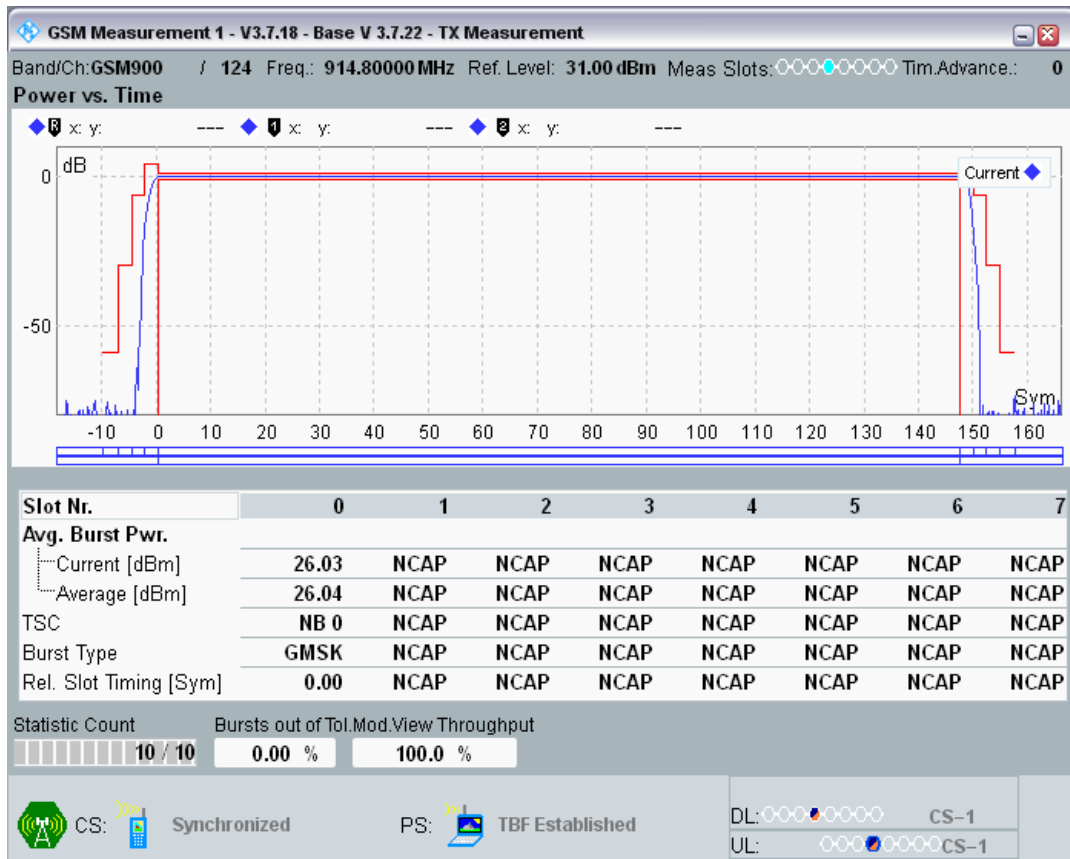 GSM Measurement 1 - V3.7.18 - Base V 3.7.22 - TX Measurement
Band/Ch:GSM900 / 124 Freq.: 914.80000 MHz Ref. Level: 31.00 dBm Meas Slots: Tim.Advance.: 0
Power vs. Time
R x: y: --- 1 x: y: --- 2 x: y: ---
dB
Current
0
-50
Sym
-10 0 10 20 30 40 50 60 70 80 90 100 110 120 130 140 150 160
Slot Nr. 0 1 2 3 4 5 6 7
Avg. Burst Pwr.
Current [dBm] 26.03 NCAP NCAP NCAP NCAP NCAP NCAP NCAP
Average [dBm] 26.04 NCAP NCAP NCAP NCAP NCAP NCAP NCAP
TSC NB 0 NCAP NCAP NCAP NCAP NCAP NCAP NCAP
Burst Type GMSK NCAP NCAP NCAP NCAP NCAP NCAP NCAP
Rel. Slot Timing [Sym] 0.00 NCAP NCAP NCAP NCAP NCAP NCAP NCAP
Statistic Count Bursts out of Tol.Mod.View Throughput
10 / 10 0.00 % 100.0 %
CS: Synchronized PS: TBF Established
DL: CS-1
UL: CS-1